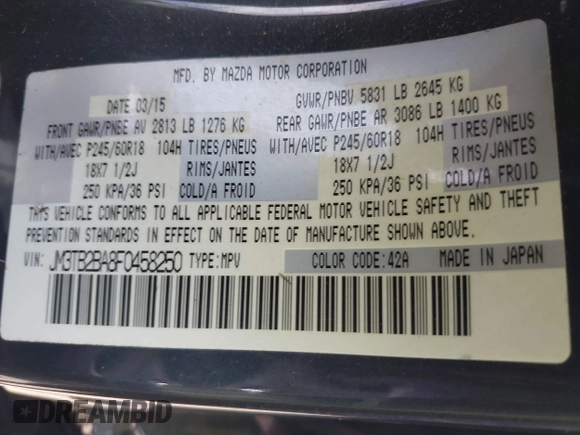 MFD. BY MAZDA MOTOR CORPORATION
DATE 03/15 GVWR/PNBV 5831 LB 2645 KG
FRONT GAWR/PNBE AV 2813 LB 1276 KG REAR GAWR/PNBE AR 3086 LB 1400 KG
WITH/AVEC P245/60R18 104H TIRES/PNEUS WITH/AVEC P245/60R18 104H TIRES/PNEUS
18X7 1/2J RIMS/JANTES 18X7 1/2J RIMS/JANTES
250 KPA/36 PSI COLD/A FROID 250 KPA/36 PSI COLD/A FROID
THIS VEHICLE CONFORMS TO ALL APPLICABLE FEDERAL MOTOR VEHICLE SAFETY AND THEFT
PREVENTION STANDARDS IN EFFECT ON THE DATE OF MANUFACTURE SHOWN ABOVE.
VIN: JM3TB2BA8F0458250 TYPE:MPV COLOR CODE:42A MADE IN JAPAN
DREAMBID